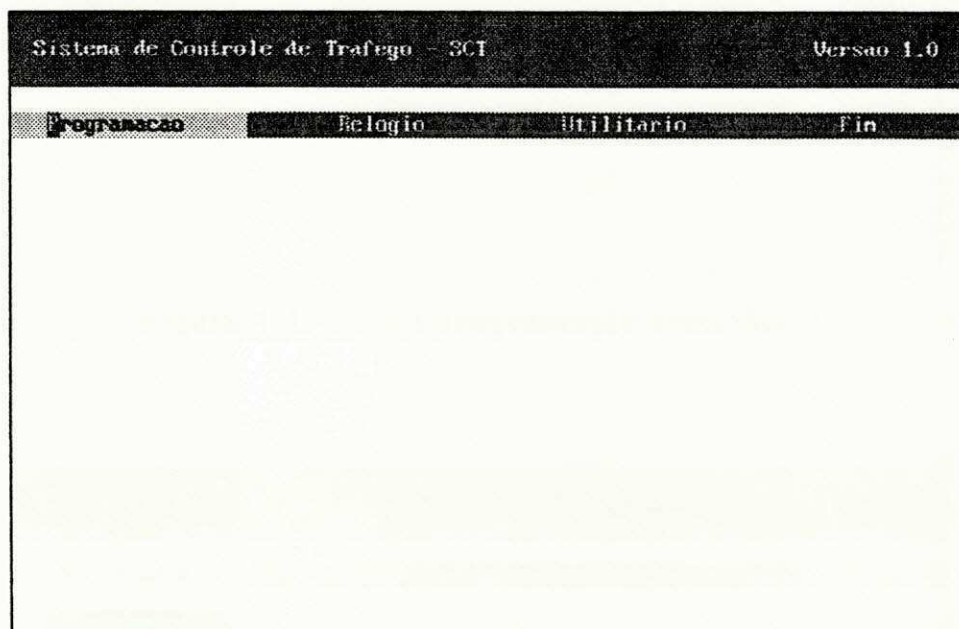 Sistema de Controle de Trafego - SCT Versao 1.0
Programacao Relogio Utilitario Fim